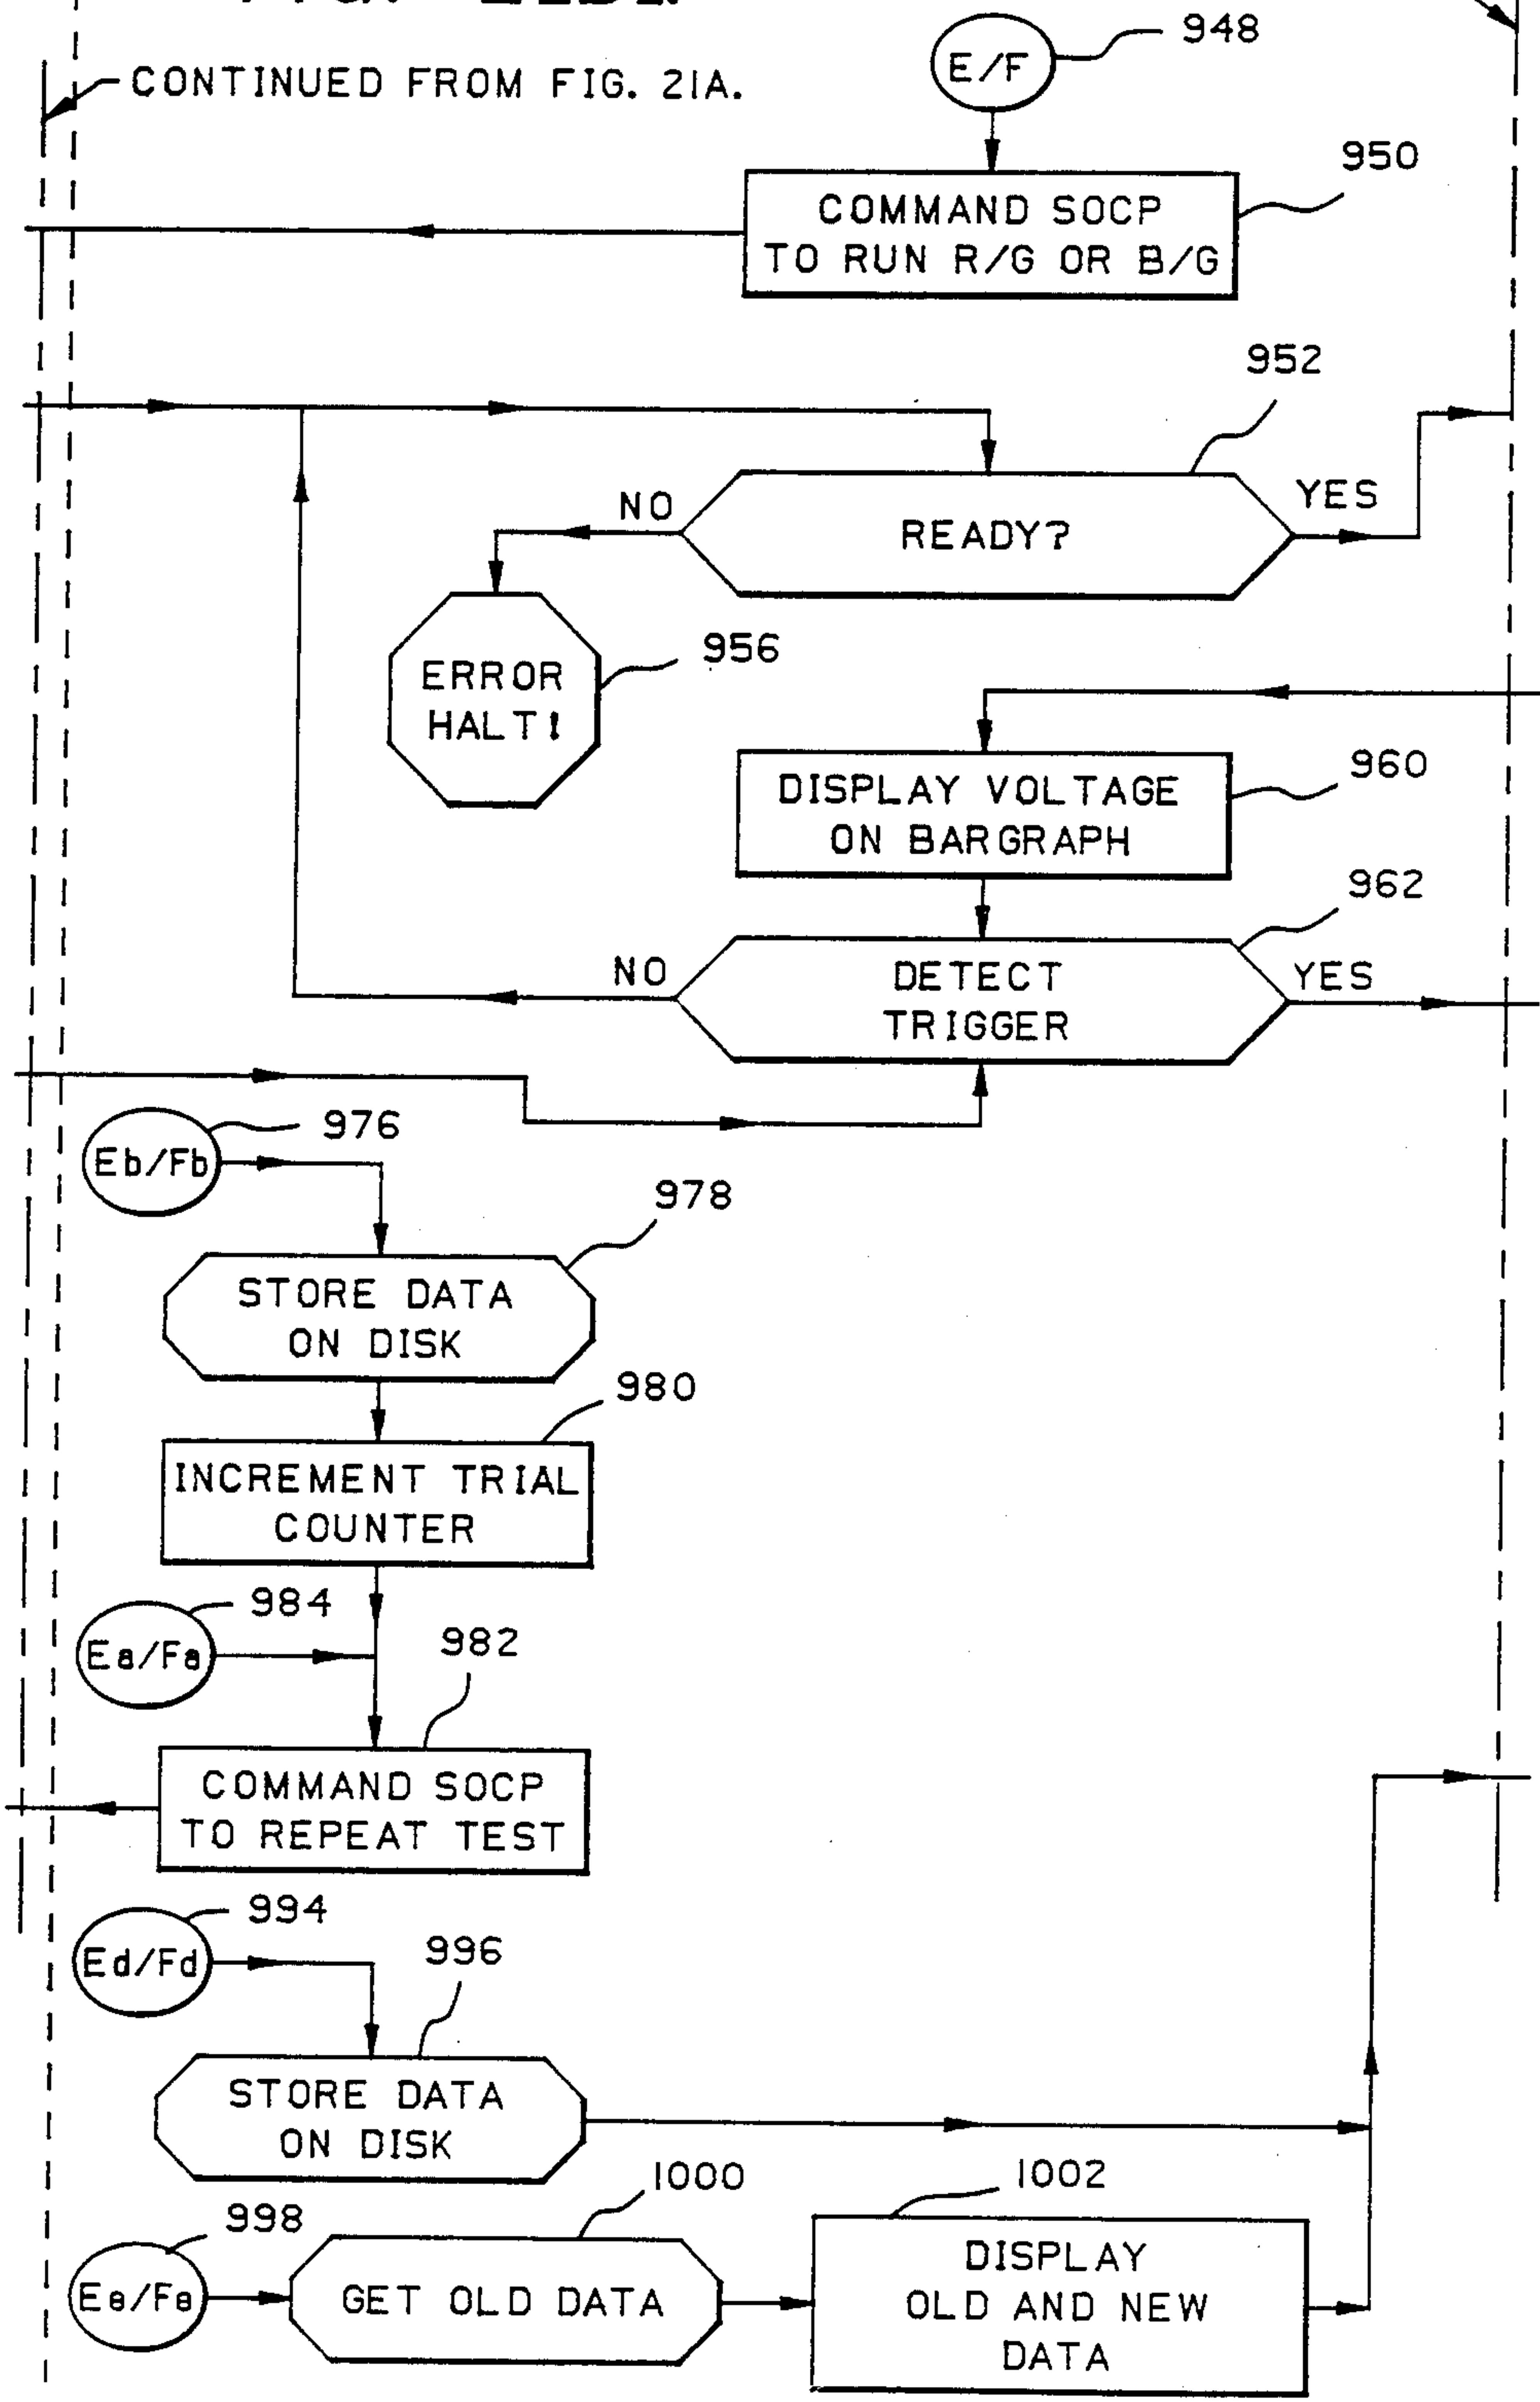 CONTINUED FROM FIG. 21A.
E/F
948
950
COMMAND SOCP
TO RUN R/G OR B/G
952
NO
READY?
YES
956
ERROR
HALT!
960
DISPLAY VOLTAGE
ON BARGRAPH
962
NO
DETECT
TRIGGER
YES
976
Eb/Fb
978
STORE DATA
ON DISK
980
INCREMENT TRIAL
COUNTER
984
Ea/Fa
982
COMMAND SOCP
TO REPEAT TEST
994
Ed/Fd
996
STORE DATA
ON DISK
1000
1002
998
Ee/Fe
GET OLD DATA
DISPLAY
OLD AND NEW
DATA